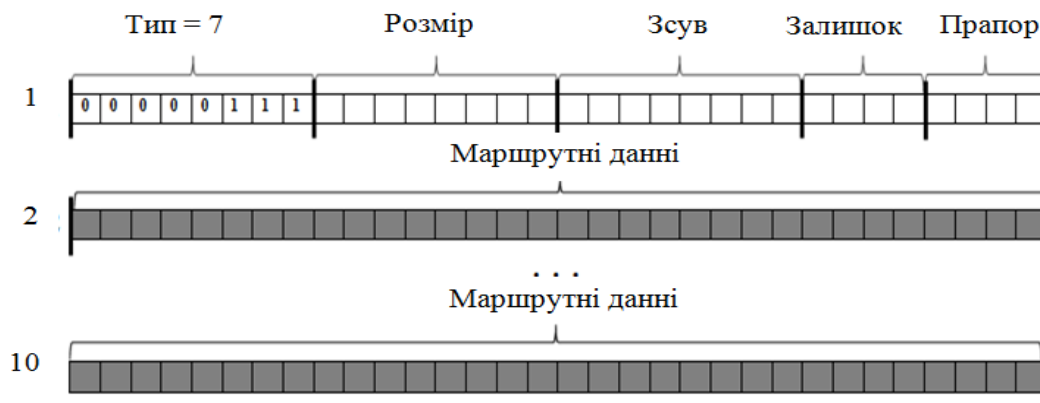 Тип = 7 Розмір Зсув Залишок Прапор
1 0 0 0 0 0 1 1 1
Маршрутні данні
2
. . .
Маршрутні данні
10